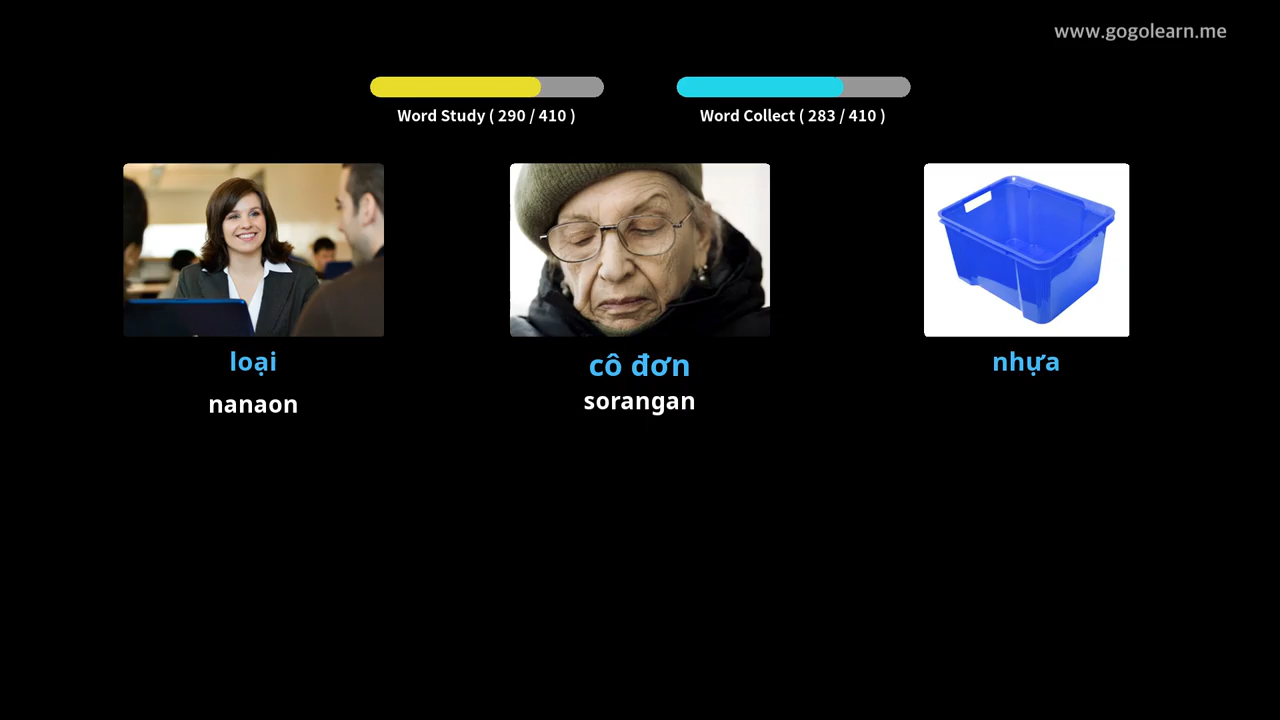 www.gogolearn.me
Word Study ( 290 / 410 )
Word Collect ( 283 / 410 )
loại
cô đơn
nhựa
nanaon
sorangan